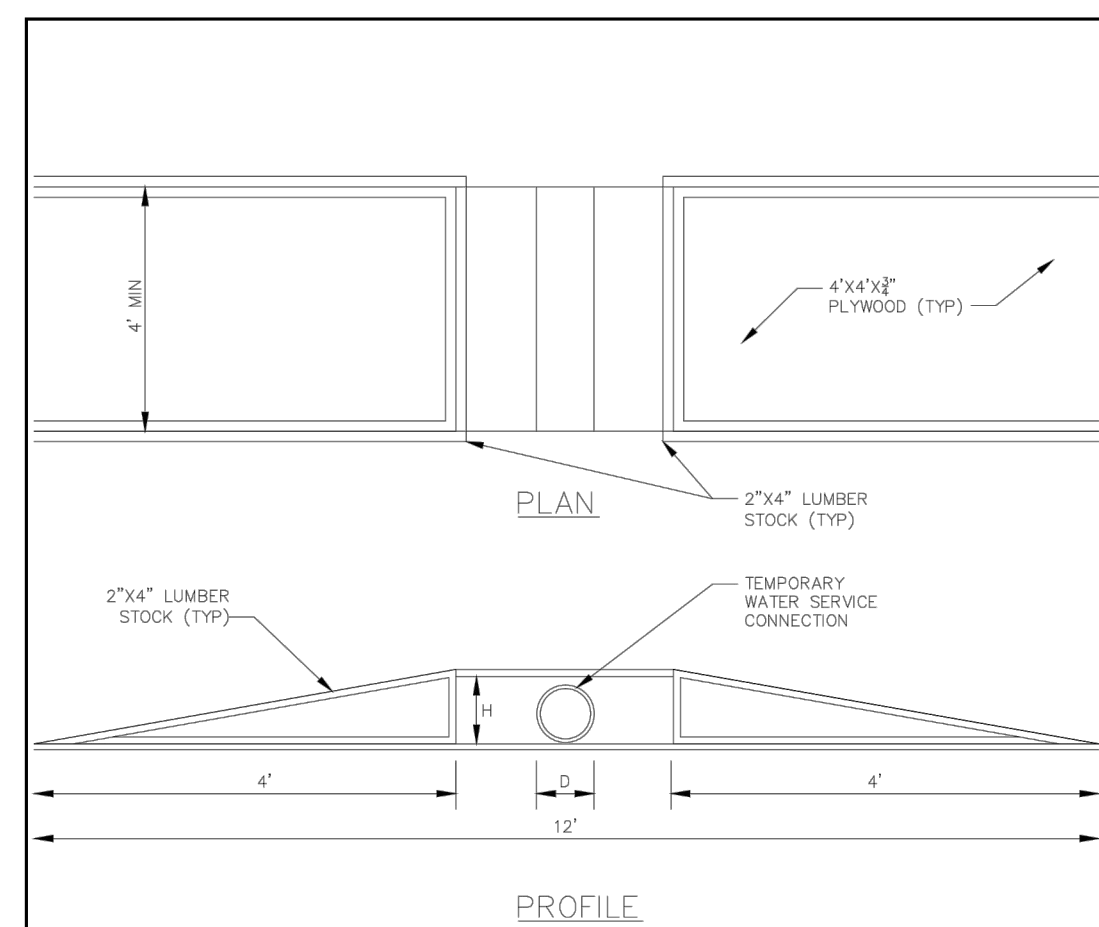 4' MIN
4'X4'X¾"
PLYWOOD (TYP)
PLAN
2"X4" LUMBER
STOCK (TYP)
2"X4" LUMBER
STOCK (TYP)
TEMPORARY
WATER SERVICE
CONNECTION
H
4'
D
4'
12'
PROFILE